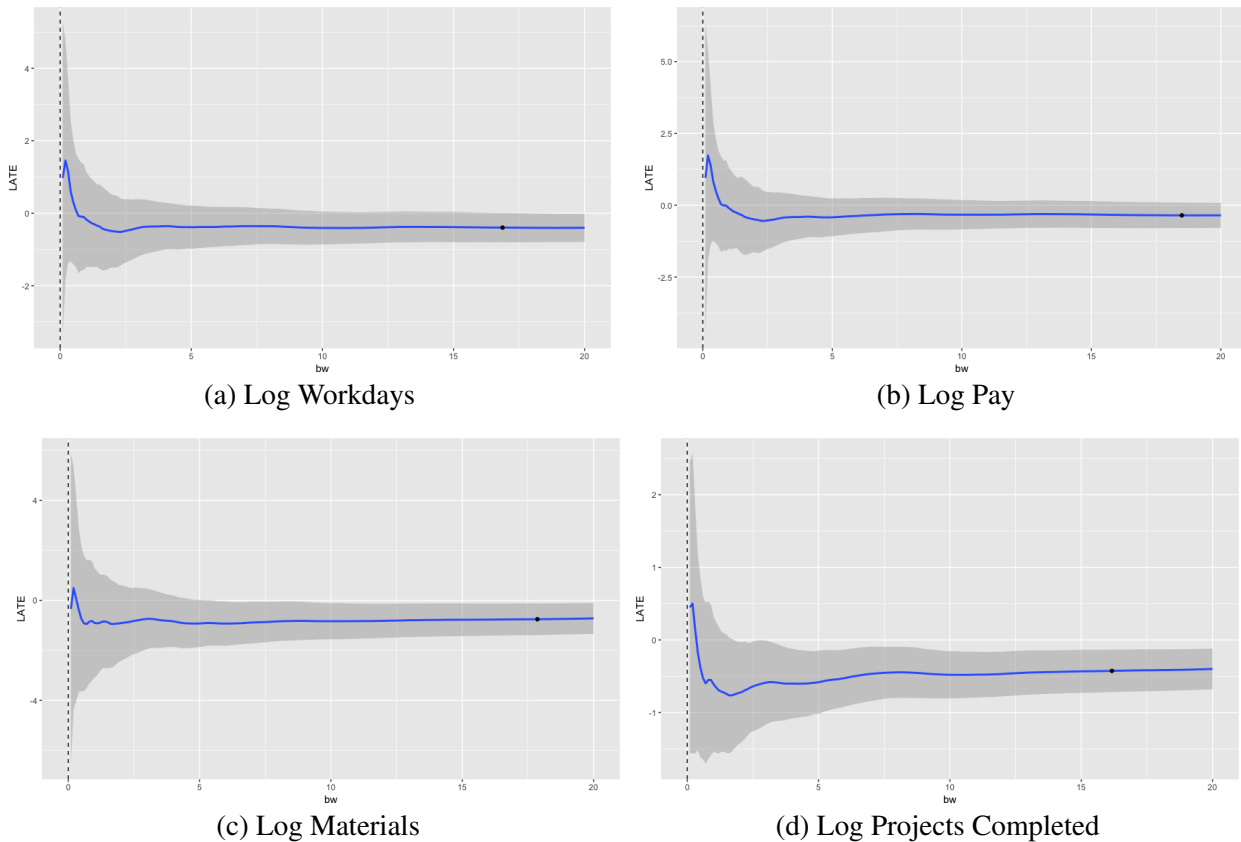 4
2
0
-2
LATE
0
5
10
15
20
bw
(a) Log Workdays
5.0
2.5
0.0
-2.5
LATE
0
5
10
15
20
bw
(b) Log Pay
4
0
-4
LATE
0
5
10
15
20
bw
(c) Log Materials
2
1
0
-1
LATE
0
5
10
15
20
bw
(d) Log Projects Completed